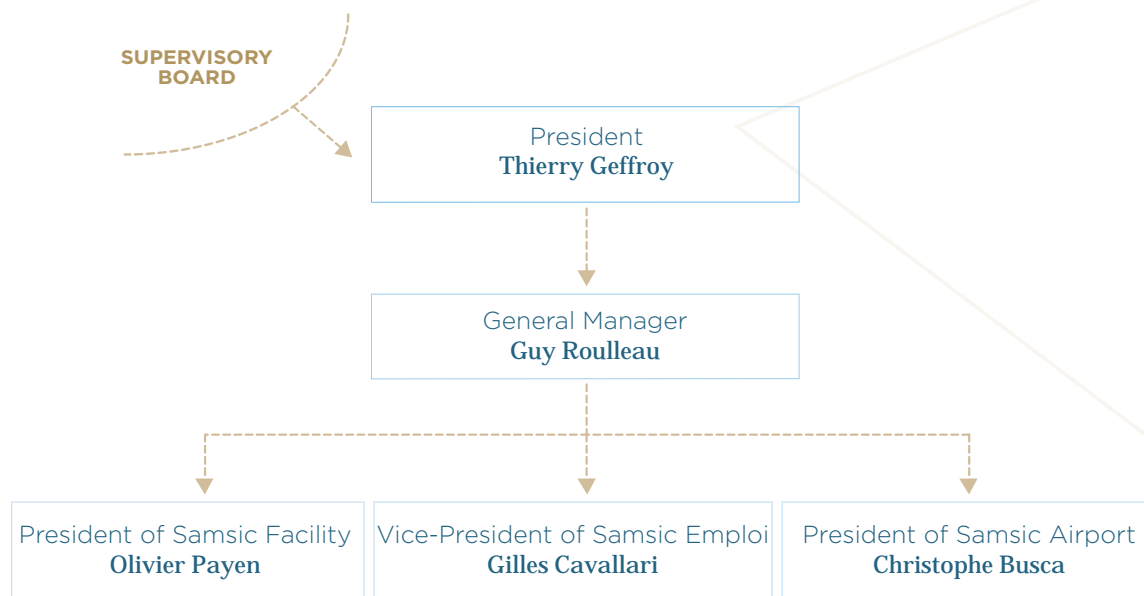 SUPERVISORY
BOARD
President
Thierry Geffroy
General Manager
Guy Roulleau
President of Samsic Facility
Olivier Payen
Vice-President of Samsic Emploi
Gilles Cavallari
President of Samsic Airport
Christophe Busca